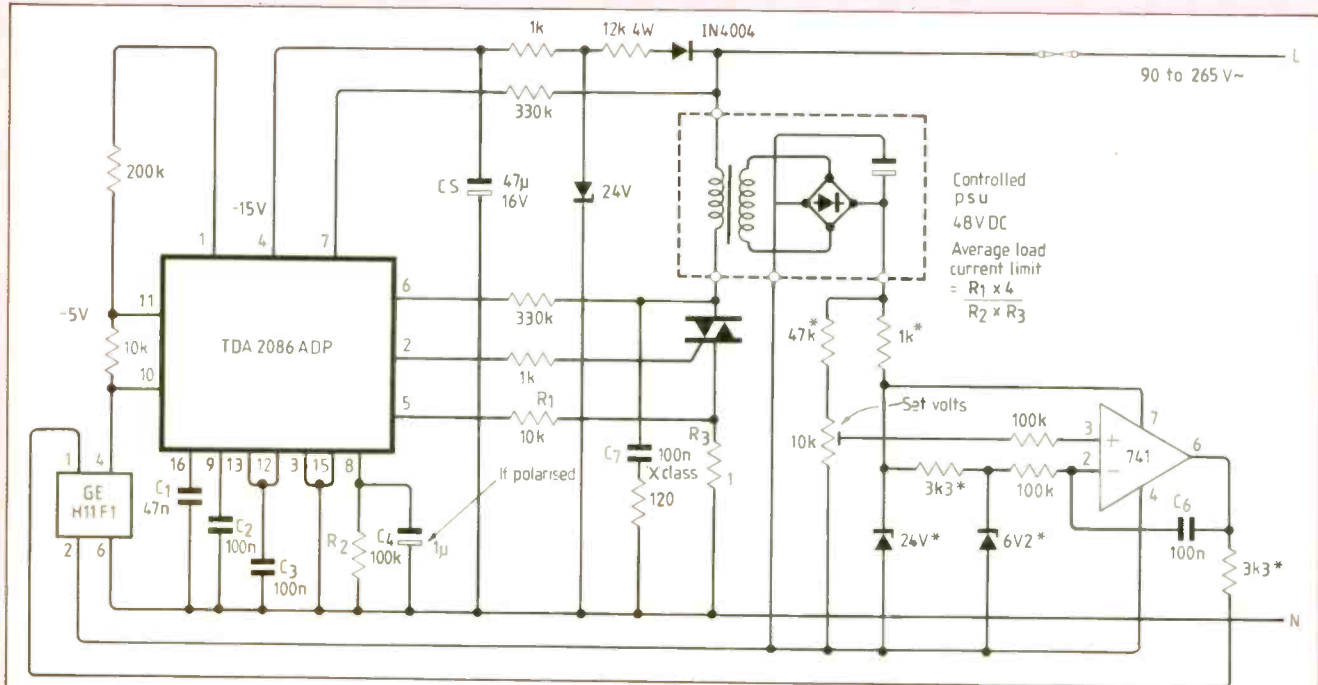 1k
12k 4W
IN4004
L
90 to 265 V~
330k
200k
CS
47µ
16V
24V
-15V
1
4
7
Controlled
psu
48V DC
Average load
current limit
= R1 x 4
R2 x R3
11
-5V
10k
10
TDA 2086 ADP
6
330k
2
1k
5
R1
10k
47k*
1k*
Set volts
10k
100k
3
+
7
741
6
2
-
4
R3
1
C7
100n
X class
120
If polarised
3k3*
100k
C6
100n
24V*
6V2*
3k3*
16
9
13
12
3
15
8
1
4
GE
H11F1
2
6
C1
47n
C2
100n
C3
100n
R2
C4
100k
1µ
N